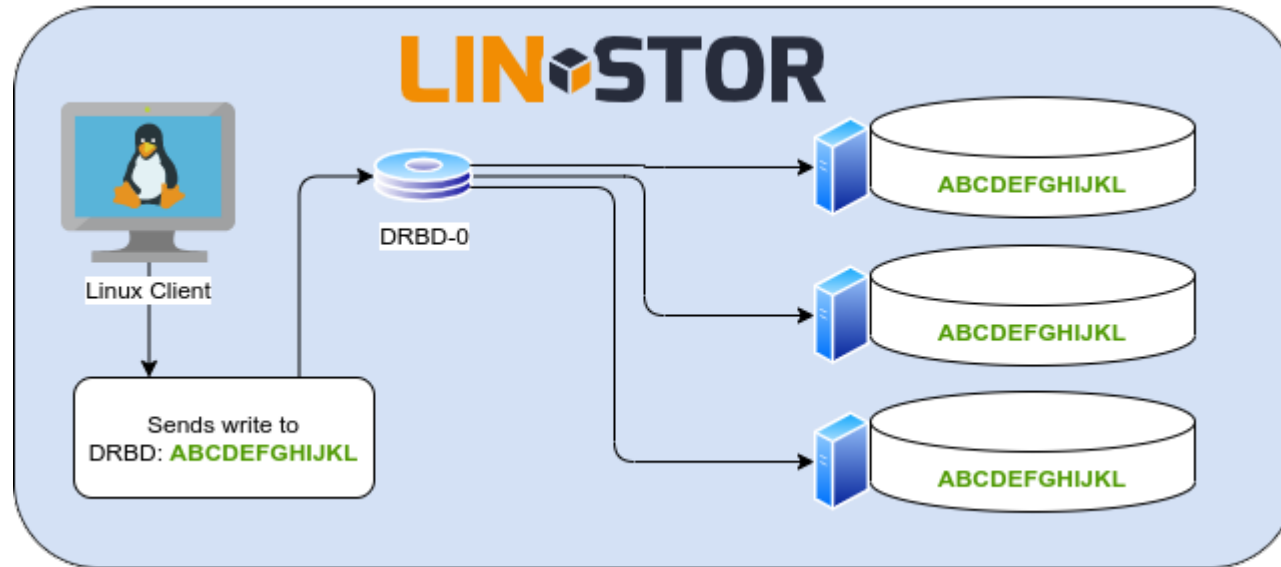 LINSTOR
Linux Client
Sends write to
DRBD: ABCDEFGHIJKL
DRBD-0
ABCDEFGHIJKL
ABCDEFGHIJKL
ABCDEFGHIJKL